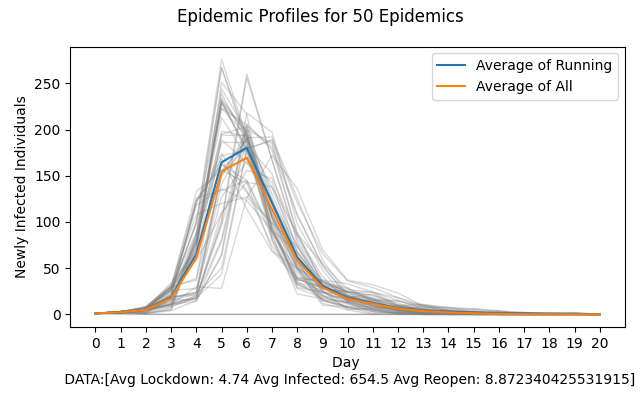 Epidemic Profiles for 50 Epidemics
Average of Running
Average of All
Newly Infected Individuals
250
200
150
100
50
0
0 1 2 3 4 5 6 7 8 9 10 11 12 13 14 15 16 17 18 19 20
Day
DATA:[Avg Lockdown: 4.74 Avg Infected: 654.5 Avg Reopen: 8.872340425531915]